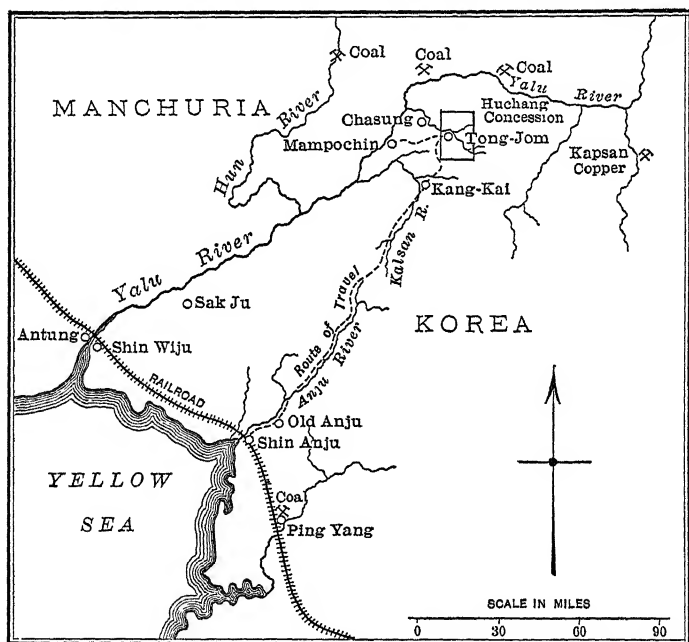 Coal
Coal
Coal
Yalu
River
MANCHURIA
Hun River
Huchang
Concession
Chasung
Tong-Jom
Mampochin
Kapsan
Copper
Kang-Kai
Kalsan R.
Yalu River
Sak Ju
Route of Travel
Anju River
KOREA
Antung
Shin Wiju
RAILROAD
Old Anju
Shin Anju
YELLOW
SEA
Coal
Ping Yang
SCALE IN MILES
0 30 60 90